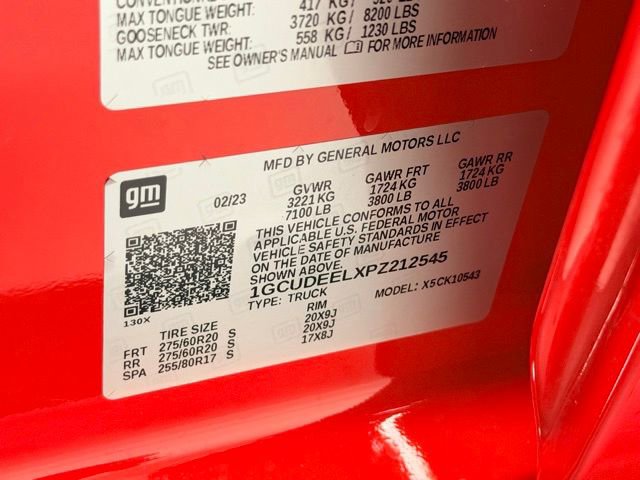 CONVENTIONAL
417 KG/ 920 LBS
MAX TONGUE WEIGHT: 3720 KG/ 8200 LBS
GOOSENECK TWR: 558 KG/ 1230 LBS
MAX TONGUE WEIGHT:
SEE OWNER'S MANUAL FOR MORE INFORMATION
gm
MFD BY GENERAL MOTORS LLC
02/23 GVWR GAWR FRT GAWR RR
3221 KG 1724 KG 1724 KG
7100 LB 3800 LB 3800 LB
THIS VEHICLE CONFORMS TO ALL
APPLICABLE U.S. FEDERAL MOTOR
VEHICLE SAFETY STANDARDS IN EFFECT
ON THE DATE OF MANUFACTURE
SHOWN ABOVE.
1GCUDEELXPZ212545
TYPE: TRUCK MODEL: X5CK10543
130X
TIRE SIZE RIM
FRT 275/60R20 S 20X9J
RR 275/60R20 S 20X9J
SPA 255/80R17 S 17X8J